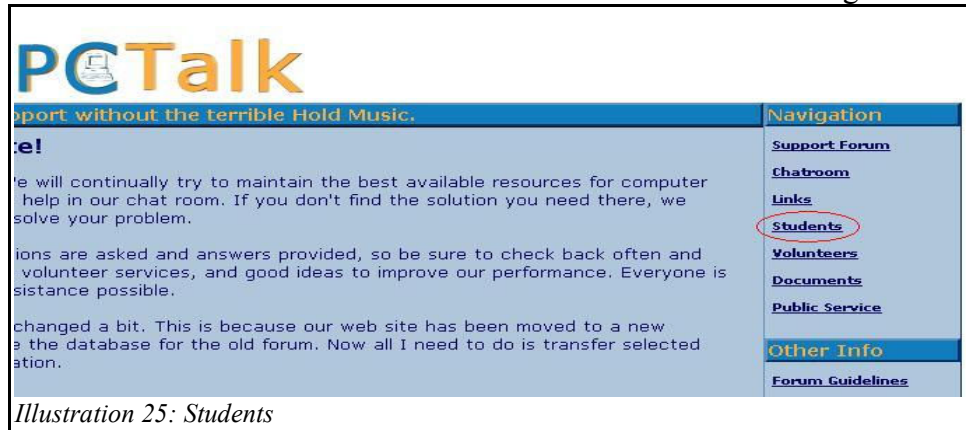 PCTalk
pport without the terrible Hold Music.
te!
e will continually try to maintain the best available resources for computer
help in our chat room. If you don't find the solution you need there, we
solve your problem.
ions are asked and answers provided, so be sure to check back often and
volunteer services, and good ideas to improve our performance. Everyone is
sistance possible.
changed a bit. This is because our web site has been moved to a new
e the database for the old forum. Now all I need to do is transfer selected
ation.
Navigation
Support Forum
Chatroom
Links
Students
Volunteers
Documents
Public Service
Other Info
Forum Guidelines
Illustration 25: Students